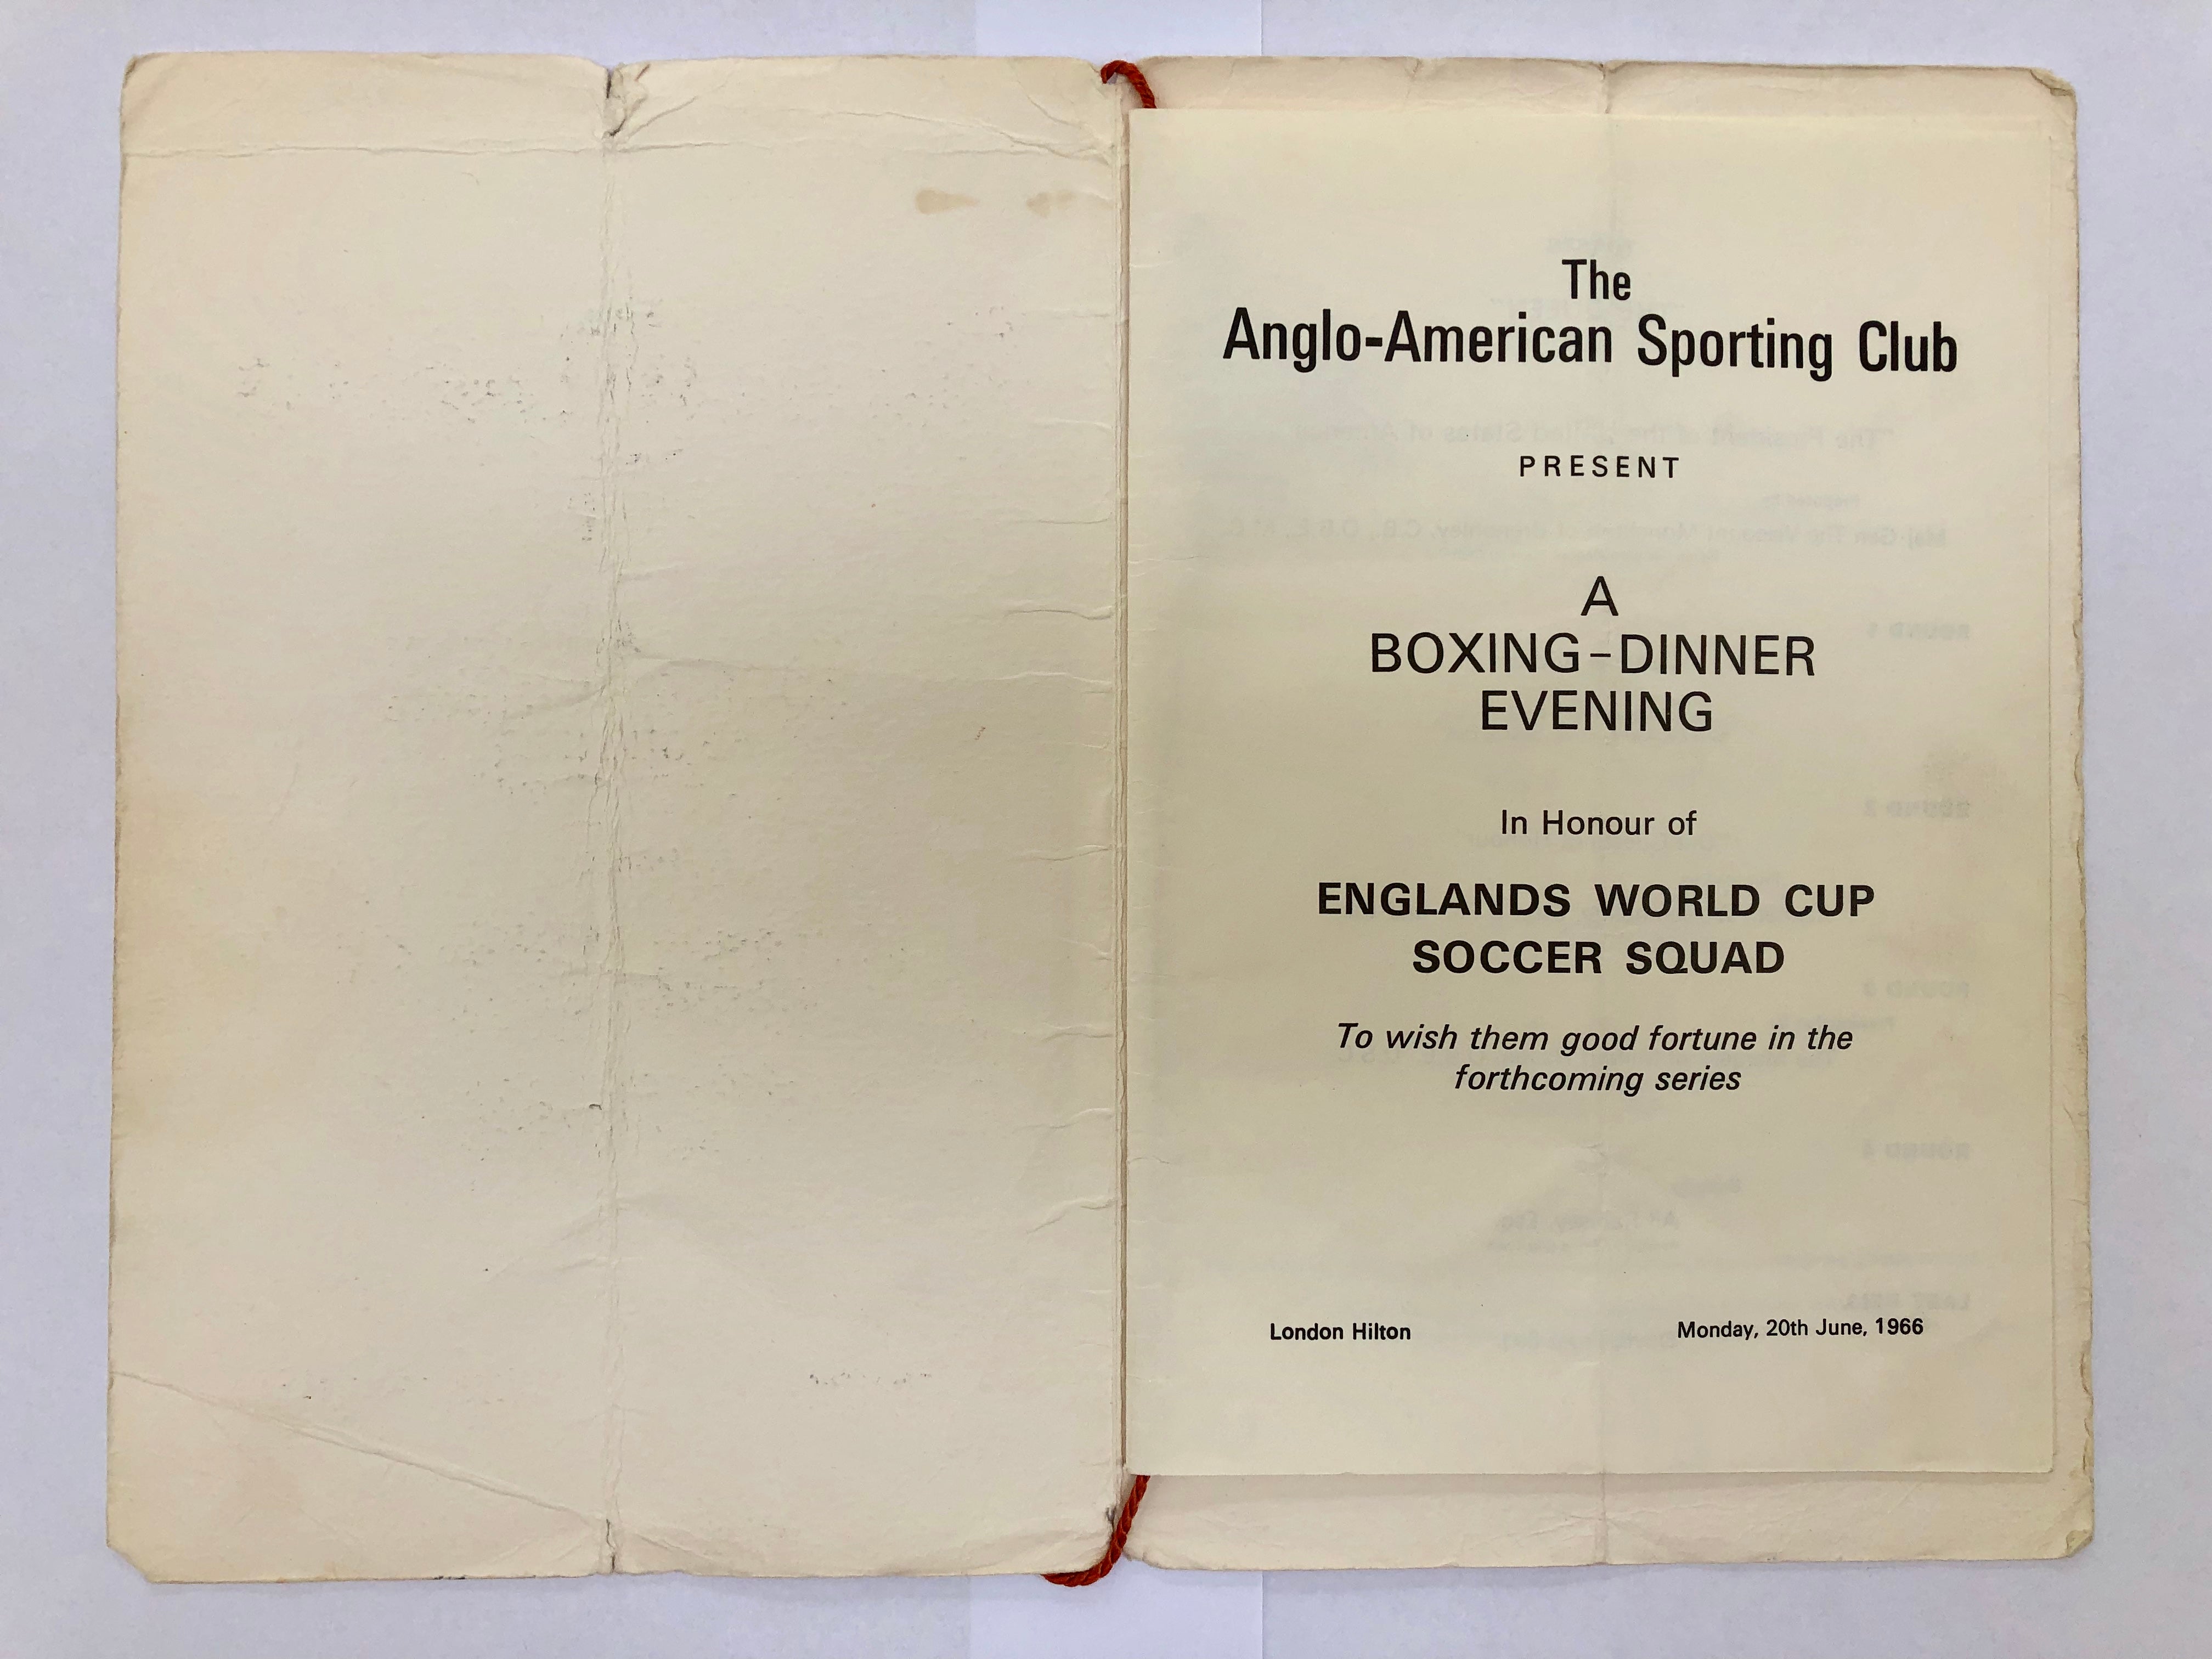 The
Anglo-American Sporting Club
PRESENT
A
BOXING-DINNER
EVENING
In Honour of
ENGLANDS WORLD CUP
SOCCER SQUAD
To wish them good fortune in the
forthcoming series
London Hilton
Monday, 20th June, 1966